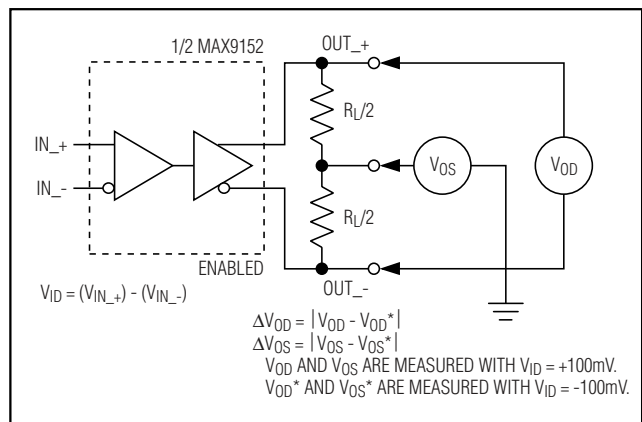 1/2 MAX9152
OUT_+
R_L/2
IN_+
V_OS
V_OD
IN_-
R_L/2
ENABLED
OUT_-
V_ID = (V_IN_+) - (V_IN_-)
ΔV_OD = |V_OD - V_OD*|
ΔV_OS = |V_OS - V_OS*|
V_OD AND V_OS ARE MEASURED WITH V_ID = +100mV.
V_OD* AND V_OS* ARE MEASURED WITH V_ID = -100mV.